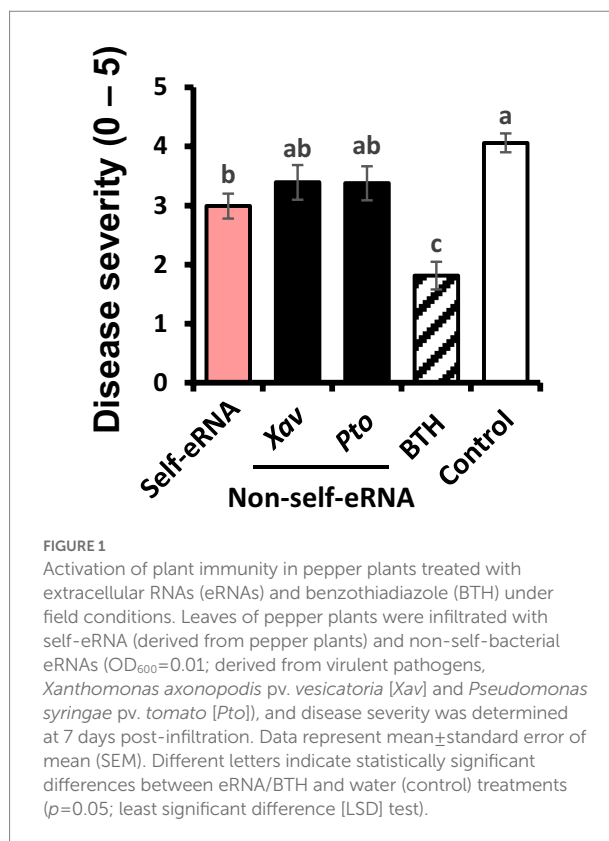 Disease severity (0 – 5)
5
4
3
2
1
0
b
ab
ab
c
a
Self-eRNA
Xav
Pto
BTH
Control
Non-self-eRNA
FIGURE 1
Activation of plant immunity in pepper plants treated with
extracellular RNAs (eRNAs) and benzothiadiazole (BTH) under
field conditions. Leaves of pepper plants were infiltrated with
self-eRNA (derived from pepper plants) and non-self-bacterial
eRNAs (OD₆₀₀=0.01; derived from virulent pathogens,
Xanthomonas axonopodis pv. vesicatoria [Xav] and Pseudomonas
syringae pv. tomato [Pto]), and disease severity was determined
at 7 days post-infiltration. Data represent mean±standard error of
mean (SEM). Different letters indicate statistically significant
differences between eRNA/BTH and water (control) treatments
(p=0.05; least significant difference [LSD] test).